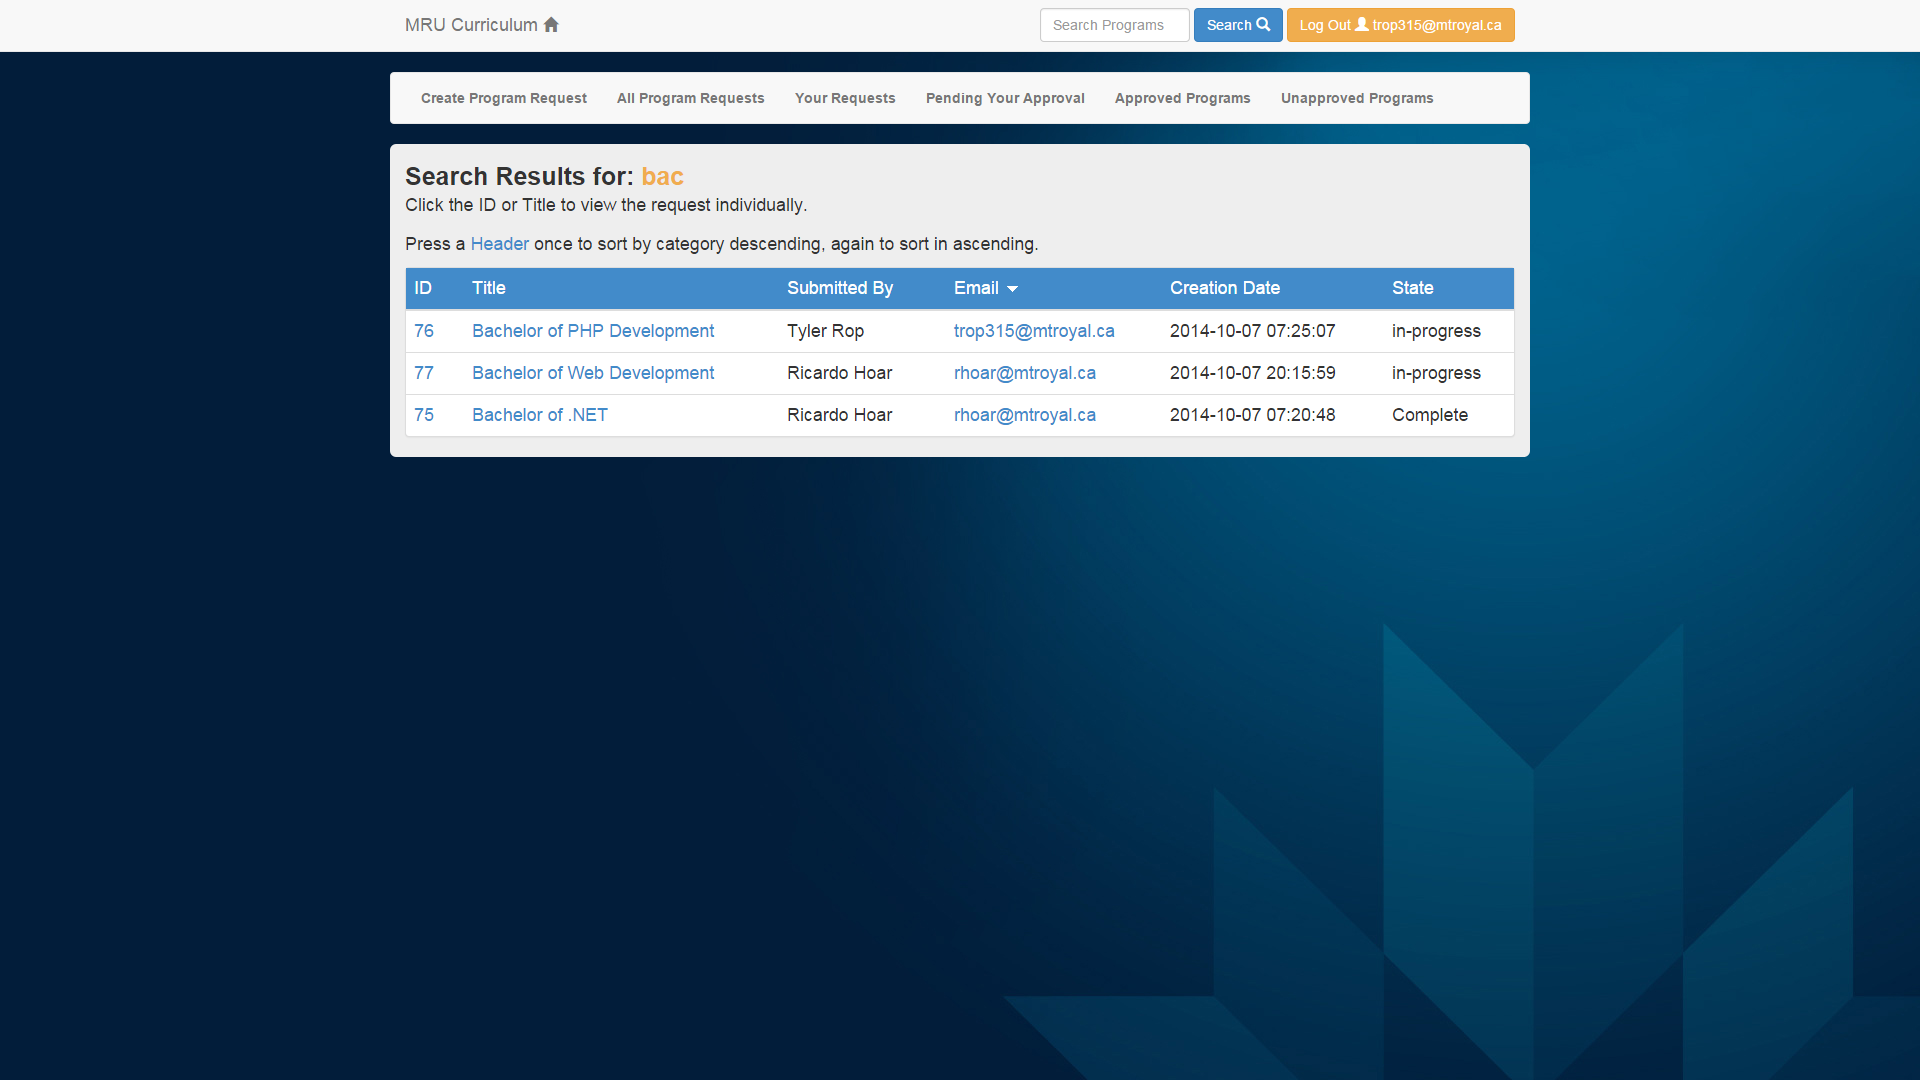 MRU Curriculum
Search Programs
Search
Log Out trop315@mtroyal.ca
Create Program Request All Program Requests Your Requests Pending Your Approval Approved Programs Unapproved Programs
Search Results for: bac
Click the ID or Title to view the request individually.
Press a Header once to sort by category descending, again to sort in ascending.
ID Title Submitted By Email Creation Date State
76 Bachelor of PHP Development Tyler Rop trop315@mtroyal.ca 2014-10-07 07:25:07 in-progress
77 Bachelor of Web Development Ricardo Hoar rhoar@mtroyal.ca 2014-10-07 20:15:59 in-progress
75 Bachelor of .NET Ricardo Hoar rhoar@mtroyal.ca 2014-10-07 07:20:48 Complete